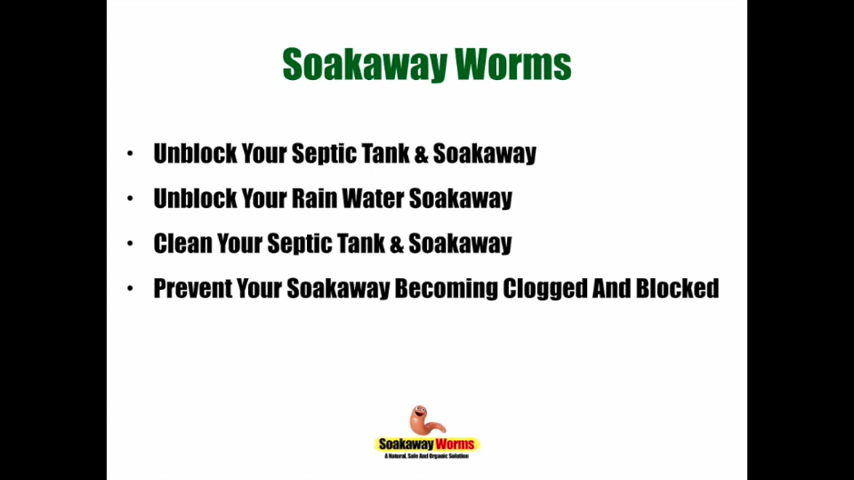 Soakaway Worms
• Unblock Your Septic Tank & Soakaway
• Unblock Your Rain Water Soakaway
• Clean Your Septic Tank & Soakaway
• Prevent Your Soakaway Becoming Clogged And Blocked
Soakaway Worms
A Natural, Safe And Organic Solution